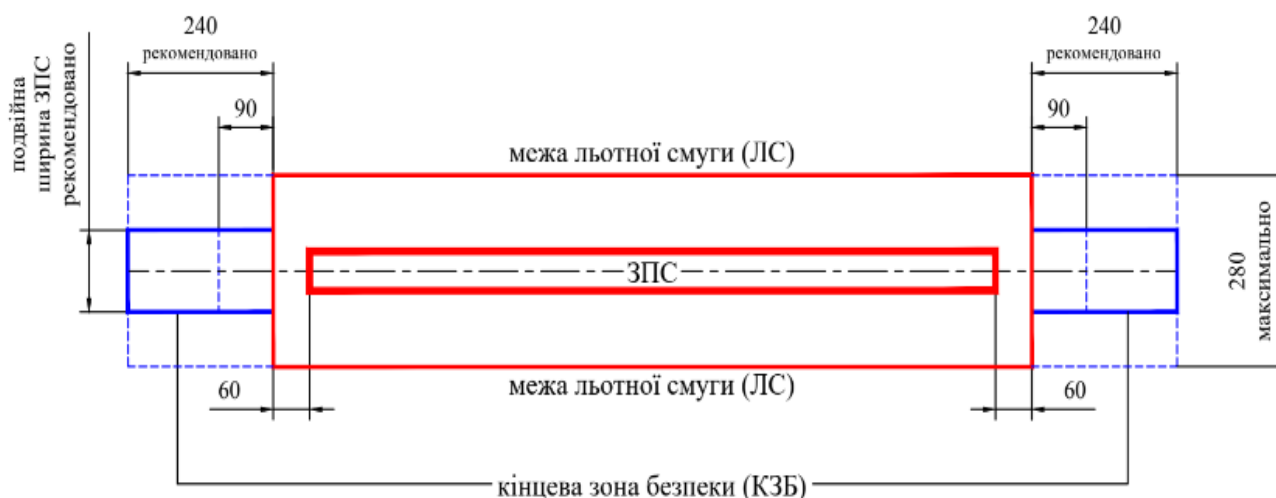 240
рекомендовано
240
рекомендовано
подвійна
ширина ЗПС
рекомендовано
90
90
межа льотної смуги (ЛС)
ЗПС
280
максимально
межа льотної смуги (ЛС)
60
60
кінцева зона безпеки (КЗБ)